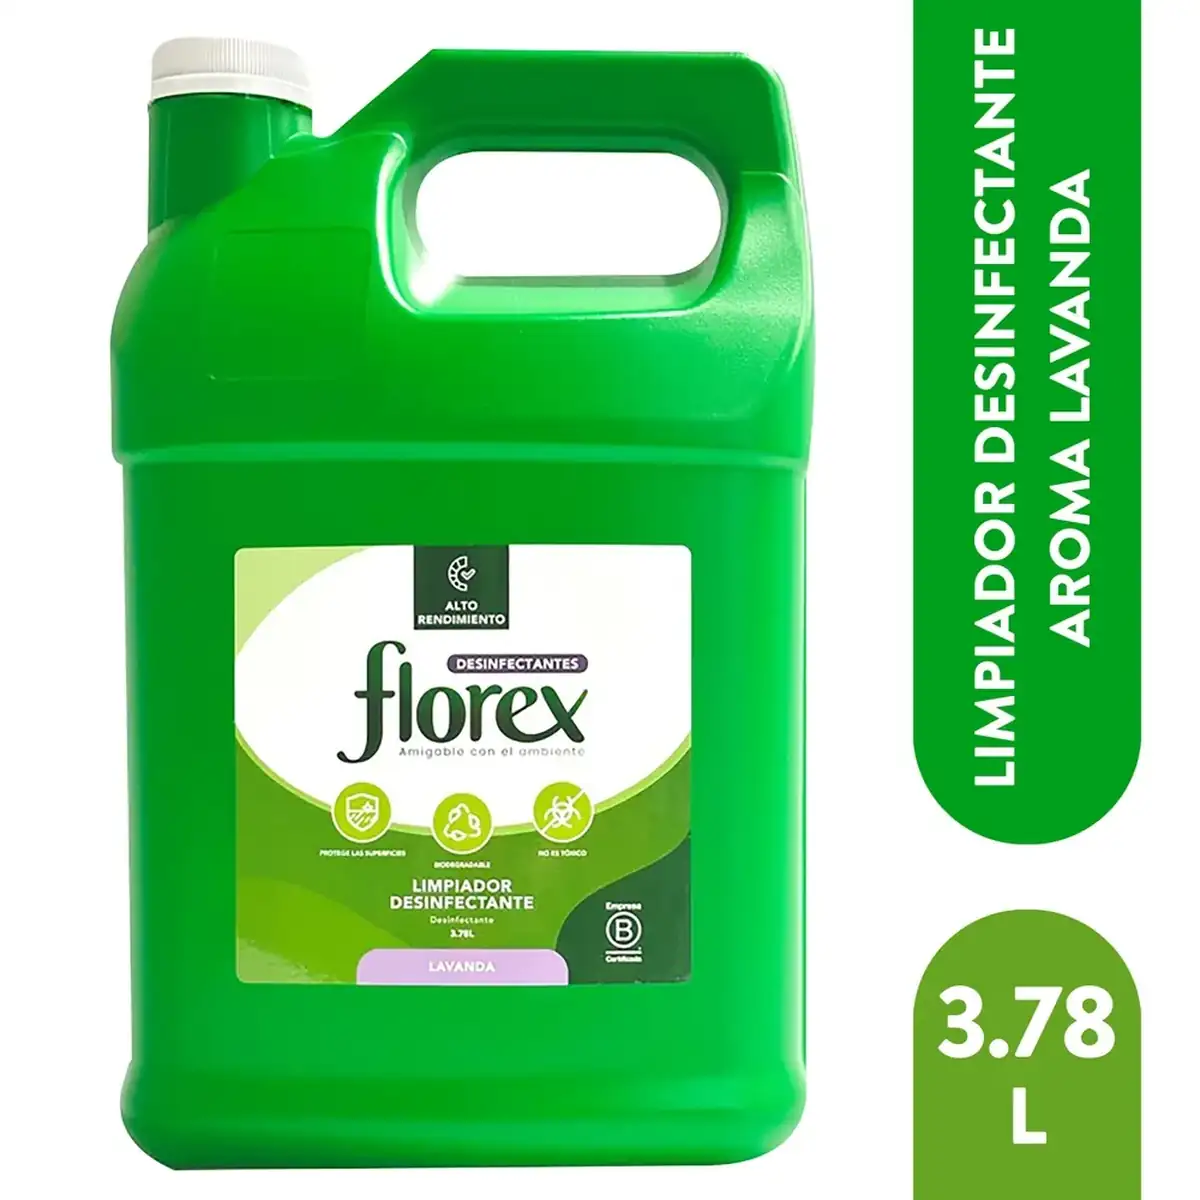 ALTO
RENDIMIENTO
DESINFECTANTES
florex
Amigable con el ambiente
PROTEGE LAS SUPERFICIES
BIODEGRADABLE
NO ES TÓXICO
LIMPIADOR
DESINFECTANTE
Desinfectante
3.78L
LAVANDA
Empresa
B
Certificada
LIMPIADOR DESINFECTANTE
AROMA LAVANDA
3.78
L